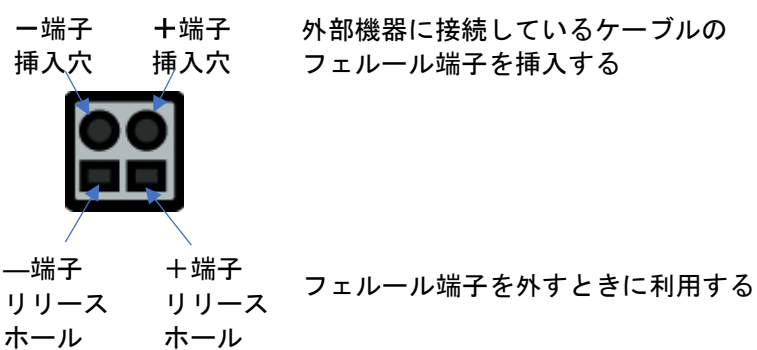 ー端子
挿入穴
＋端子
挿入穴
外部機器に接続しているケーブルの
フェルール端子を挿入する
―端子
リリース
ホール
＋端子
リリース
ホール
フェルール端子を外すときに利用する